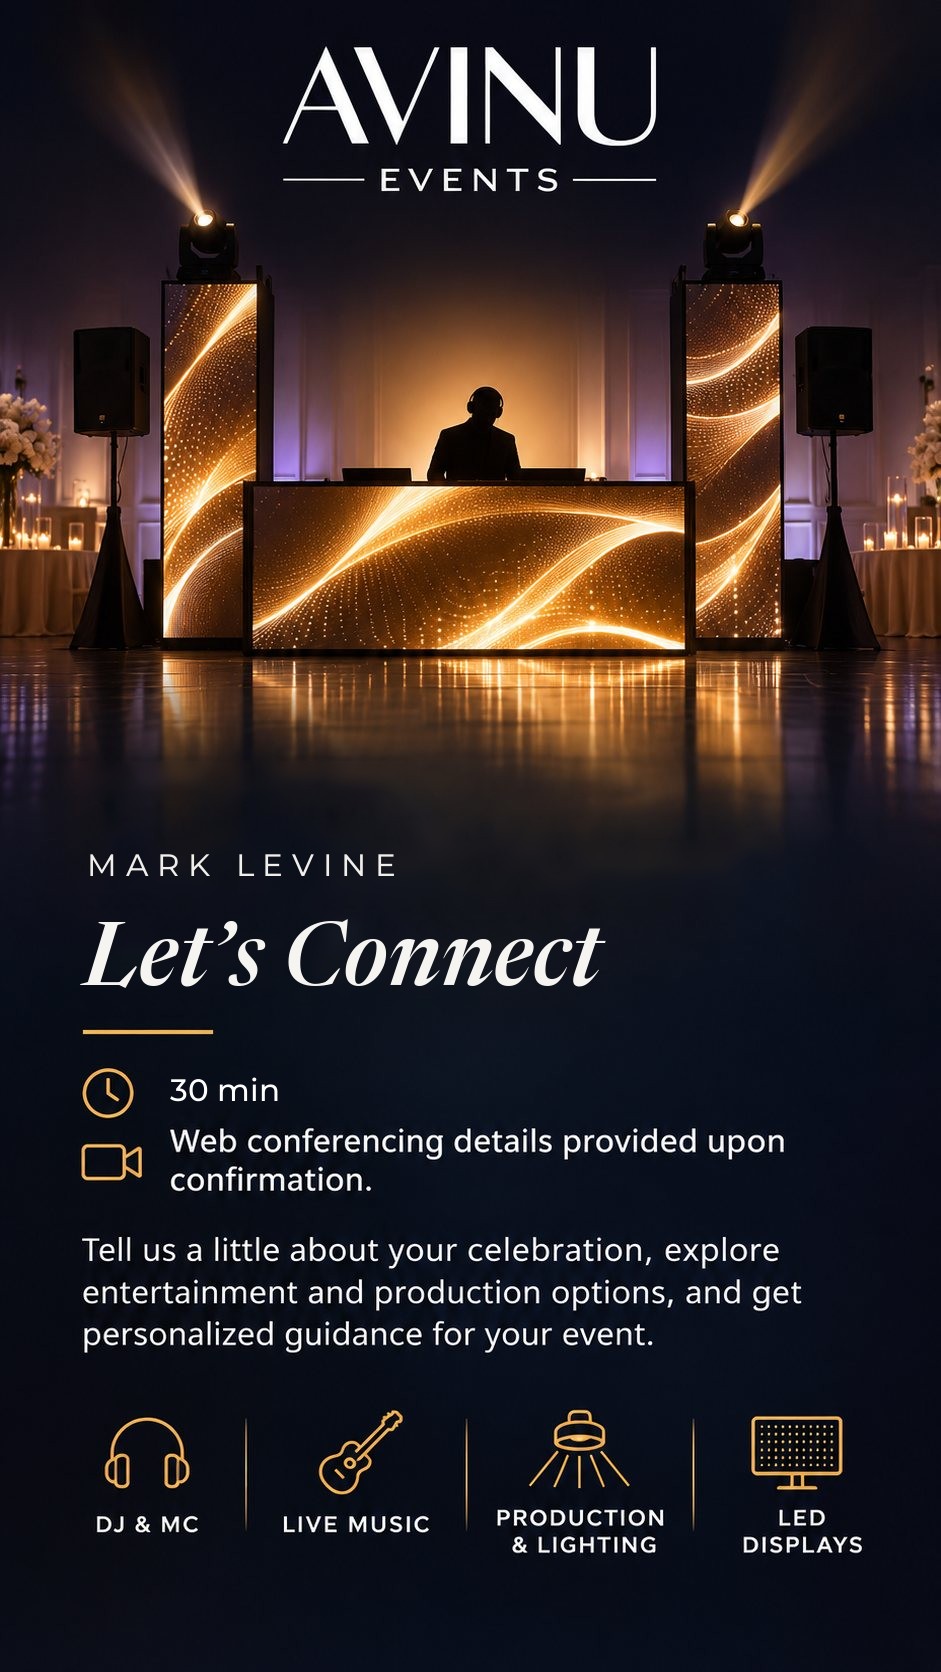 AVINU
EVENTS
MARK LEVINE
Let's Connect
30 min
Web conferencing details provided upon
confirmation.
Tell us a little about your celebration, explore
entertainment and production options, and get
personalized guidance for your event.
DJ & MC
LIVE MUSIC
PRODUCTION
& LIGHTING
LED
DISPLAYS